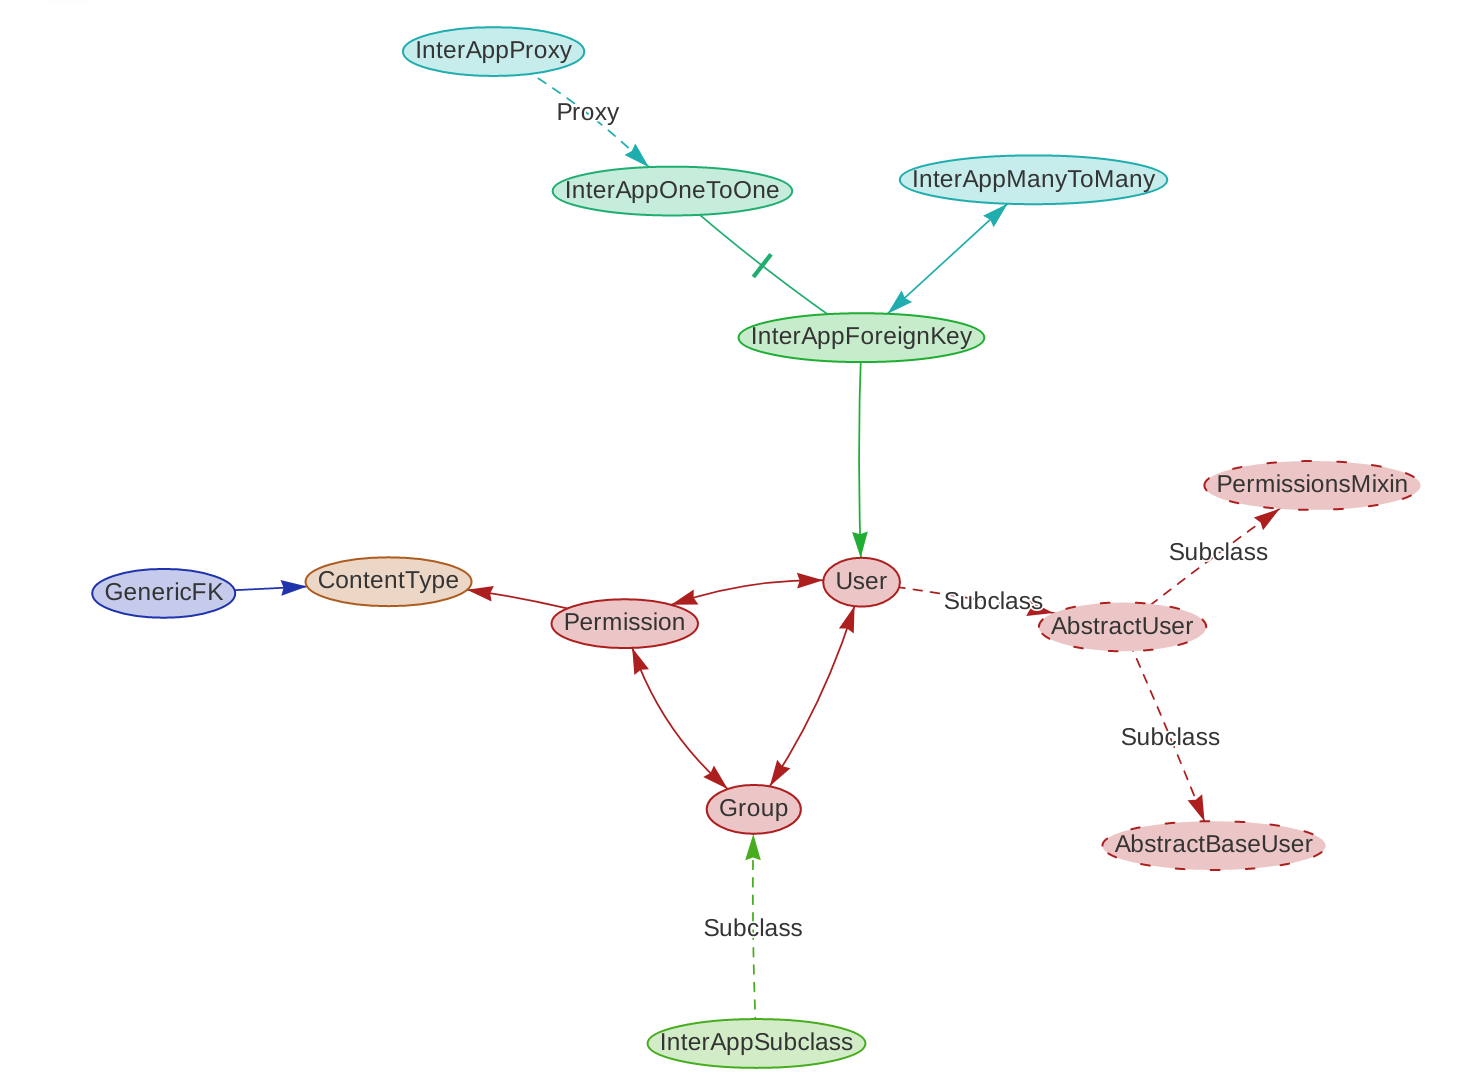 InterAppProxy
Proxy
InterAppOneToOne
InterAppManyToMany
InterAppForeignKey
PermissionsMixin
Subclass
GenericFK
ContentType
Permission
User
Subclass
AbstractUser
Subclass
Group
AbstractBaseUser
Subclass
InterAppSubclass